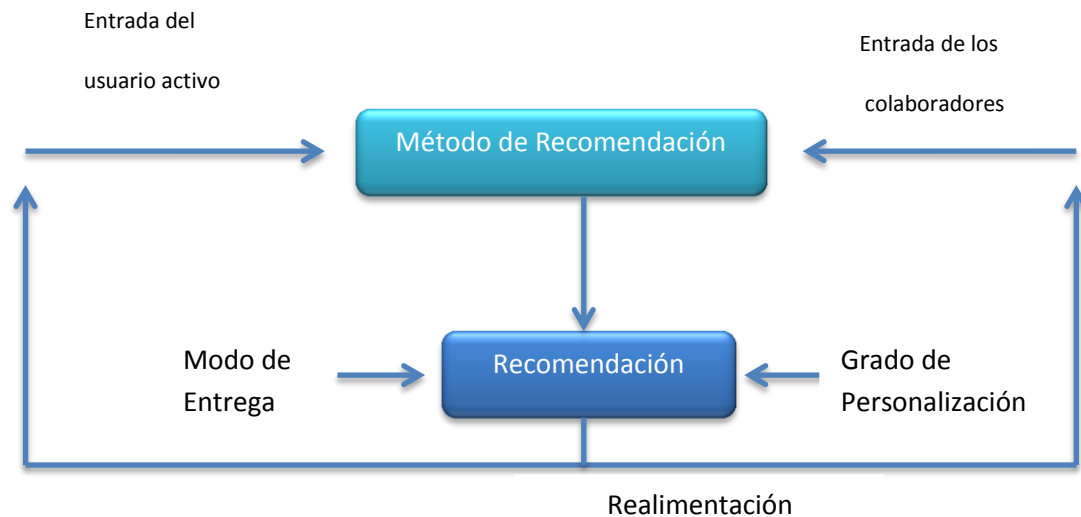 Entrada del
usuario activo
Entrada de los
colaboradores
Método de Recomendación
Modo de
Entrega
Recomendación
Grado de
Personalización
Realimentación